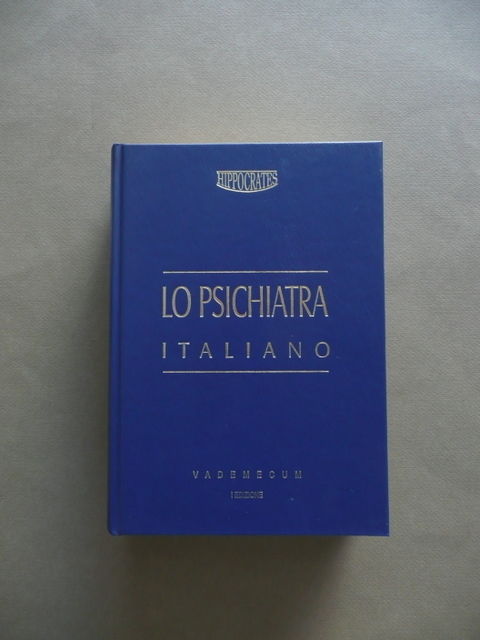 HIPPOCRATES
LO PSICHIATRA
ITALIANO
VADEMECUM
I EDIZIONE